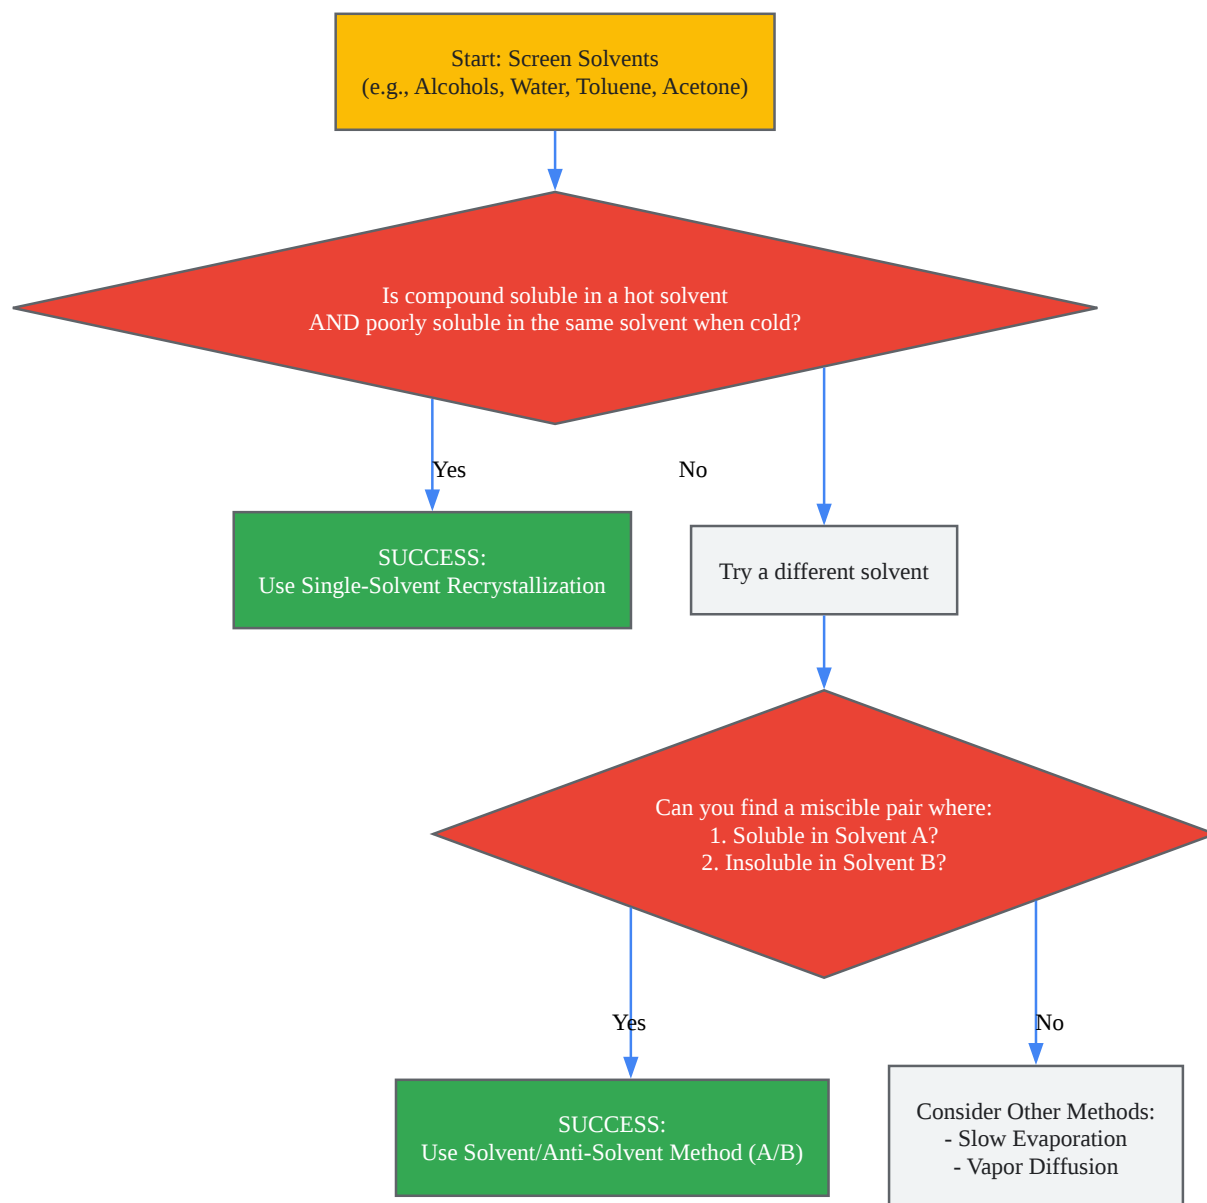 Start: Screen Solvents
(e.g., Alcohols, Water, Toluene, Acetone)
Is compound soluble in a hot solvent
AND poorly soluble in the same solvent when cold?
Yes
No
SUCCESS:
Use Single-Solvent Recrystallization
Try a different solvent
Can you find a miscible pair where:
1. Soluble in Solvent A?
2. Insoluble in Solvent B?
Yes
No
SUCCESS:
Use Solvent/Anti-Solvent Method (A/B)
Consider Other Methods:
- Slow Evaporation
- Vapor Diffusion